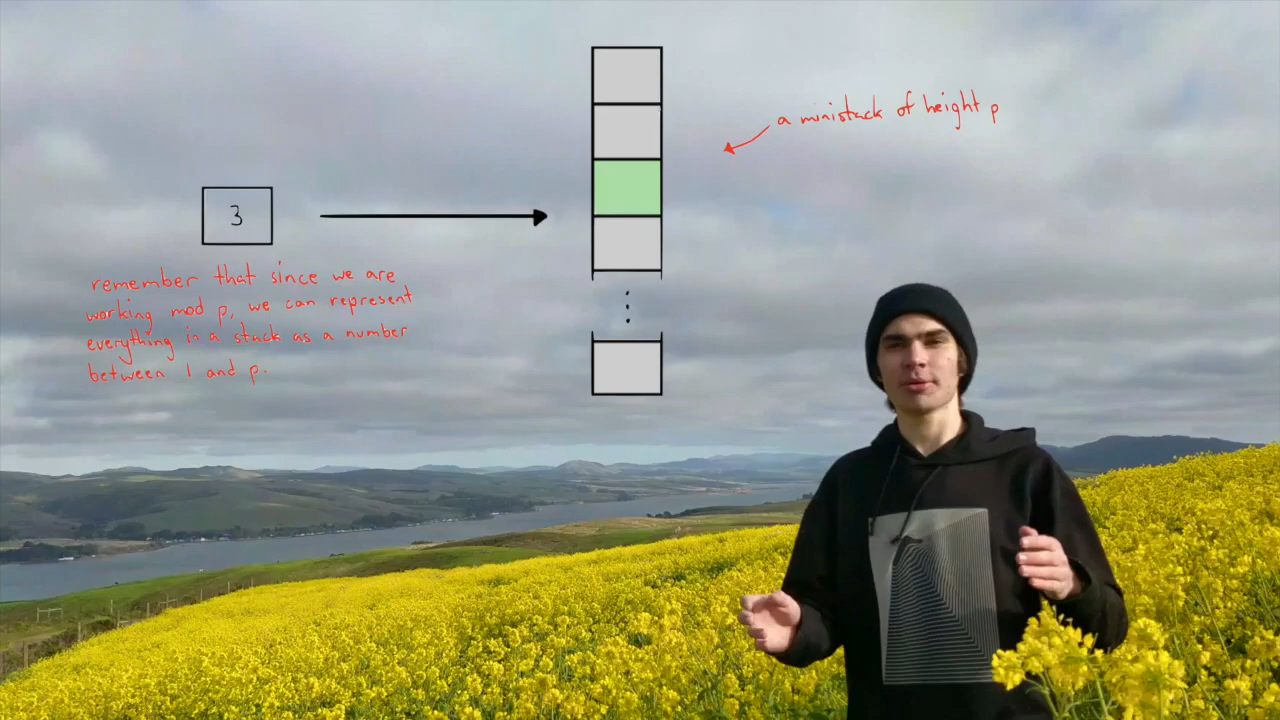 a ministack of height p
3
remember that since we are
working mod p, we can represent
everything in a stack as a number
between 1 and p.